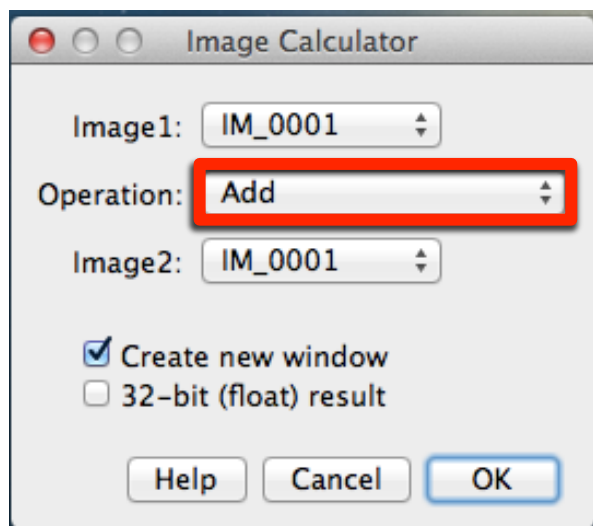 Image Calculator
Image1: IM_0001
Operation: Add
Image2: IM_0001
Create new window
32-bit (float) result
Help Cancel OK